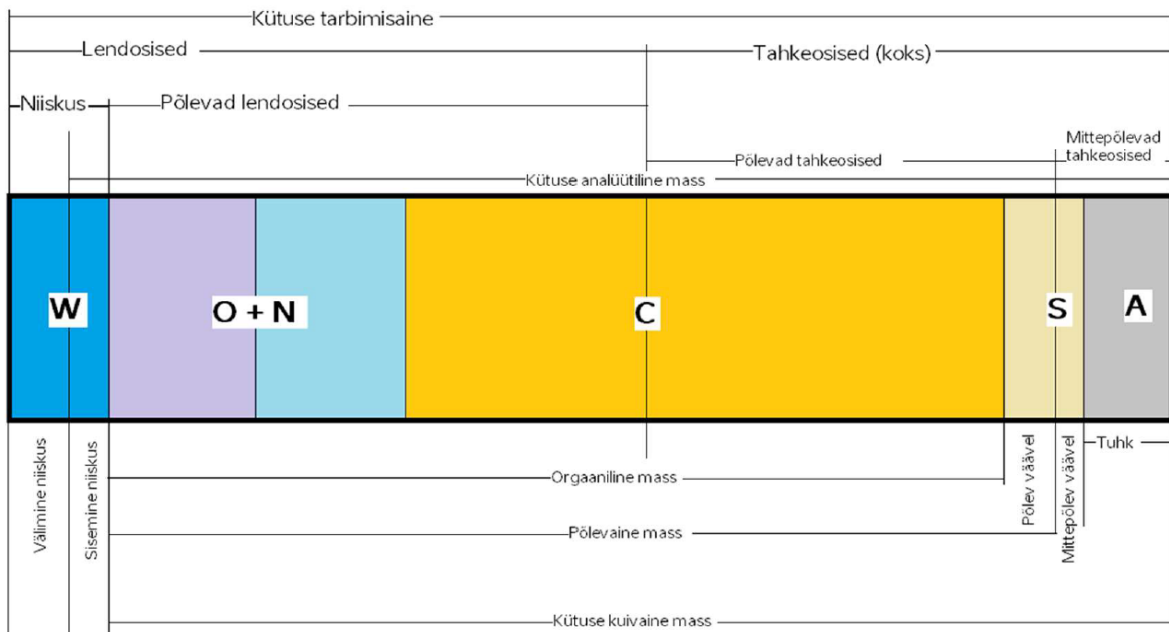 Kütuse tarbimisaine
Lendosised
Tahkeosised (koks)
Niiskus
Põlevad lendosised
Mittepõlevad
tahkeosised
Põlevad tahkeosised
Kütuse analüütiline mass
W
O + N
C
S
A
Välimine niiskus
Sisemine niiskus
Orgaaniline mass
Põlev väävel
Mittepõlev väävel
Tuhk
Põlevaine mass
Kütuse kuivaine mass